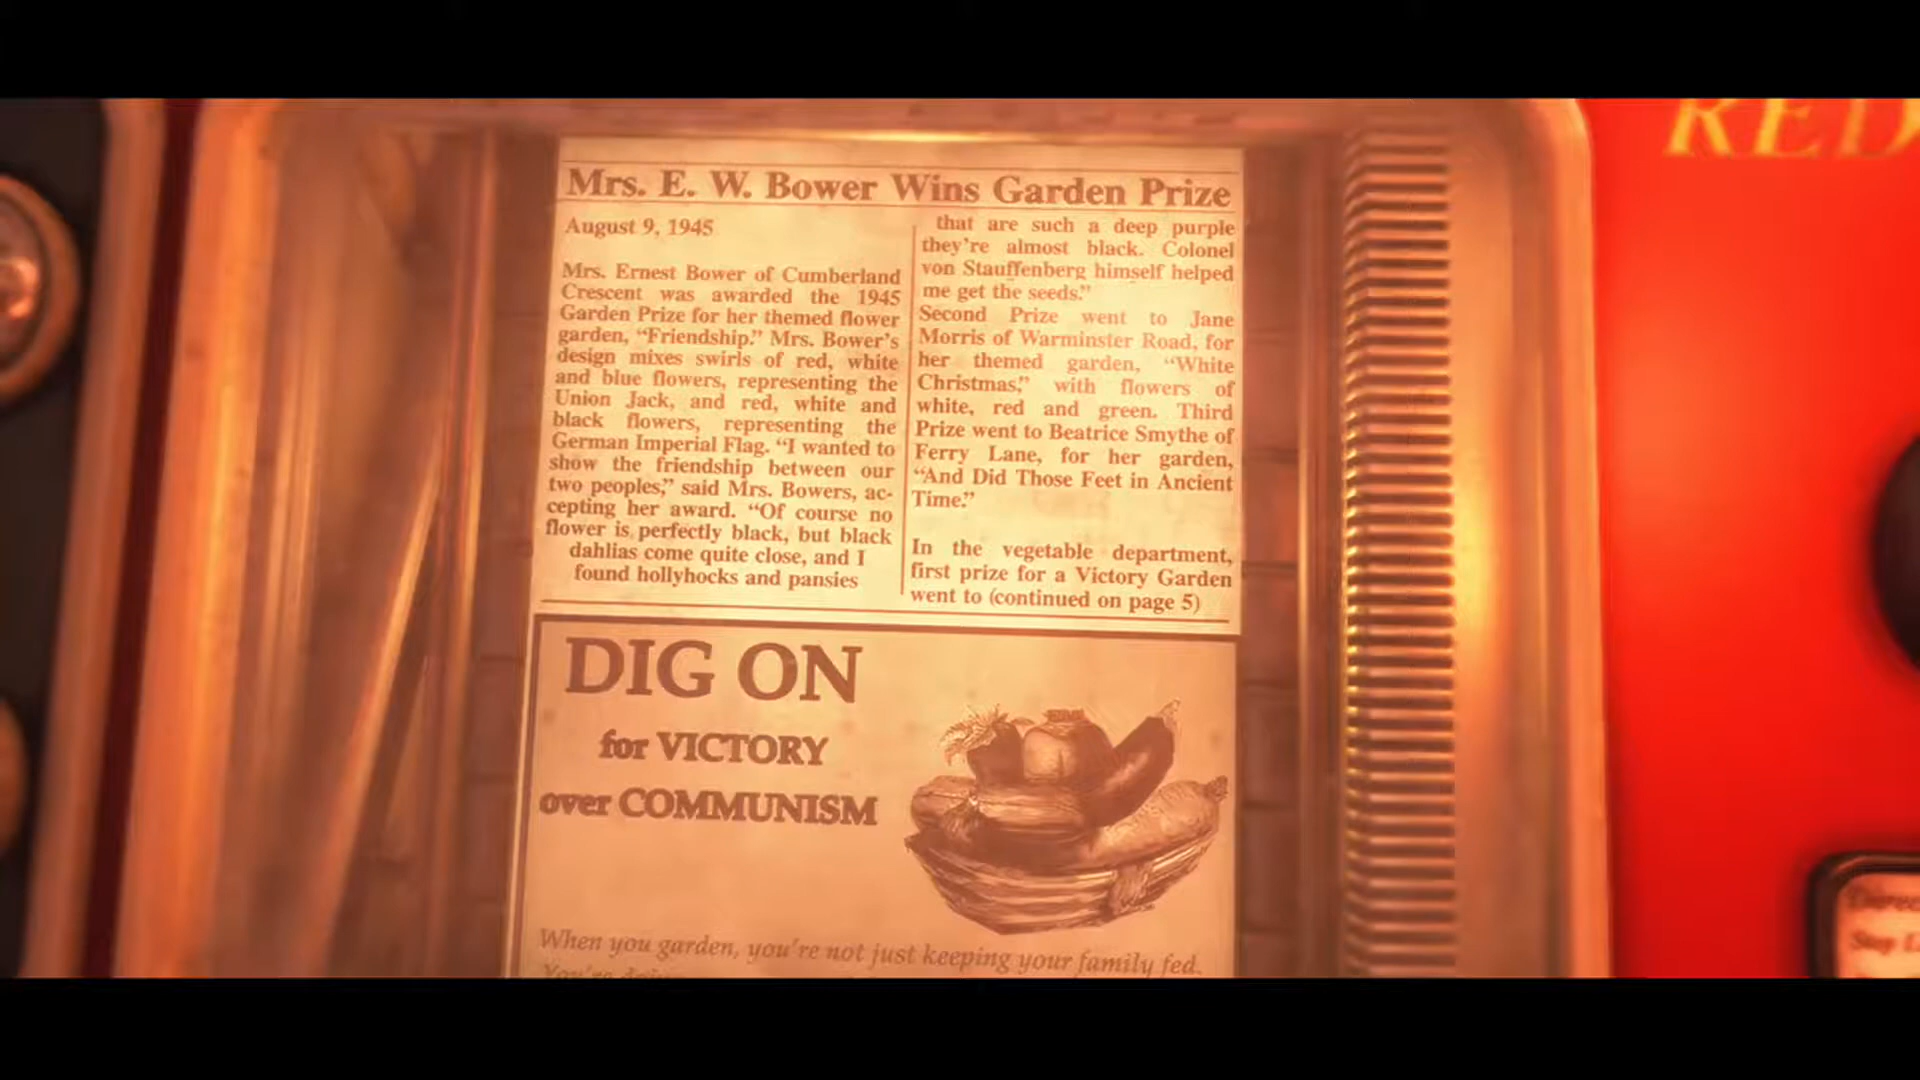 RED
Mrs. E. W. Bower Wins Garden Prize
August 9, 1945
Mrs. Ernest Bower of Cumberland
Crescent was awarded the 1945
Garden Prize for her themed flower
garden, “Friendship.” Mrs. Bower’s
design mixes swirls of red, white
and blue flowers, representing the
Union Jack, and red, white and
black flowers, representing the
German Imperial Flag. “I wanted to
show the friendship between our
two peoples,” said Mrs. Bowers, ac-
cepting her award. “Of course no
flower is perfectly black, but black
dahlias come quite close, and I
found hollyhocks and pansies
that are such a deep purple
they’re almost black. Colonel
von Stauffenberg himself helped
me get the seeds.”
Second Prize went to Jane
Morris of Warminster Road, for
her themed garden, “White
Christmas,” with flowers of
white, red and green. Third
Prize went to Beatrice Smythe of
Ferry Lane, for her garden,
“And Did Those Feet in Ancient
Time.”
In the vegetable department,
first prize for a Victory Garden
went to (continued on page 5)
DIG ON
for VICTORY
over COMMUNISM
When you garden, you’re not just keeping your family fed.